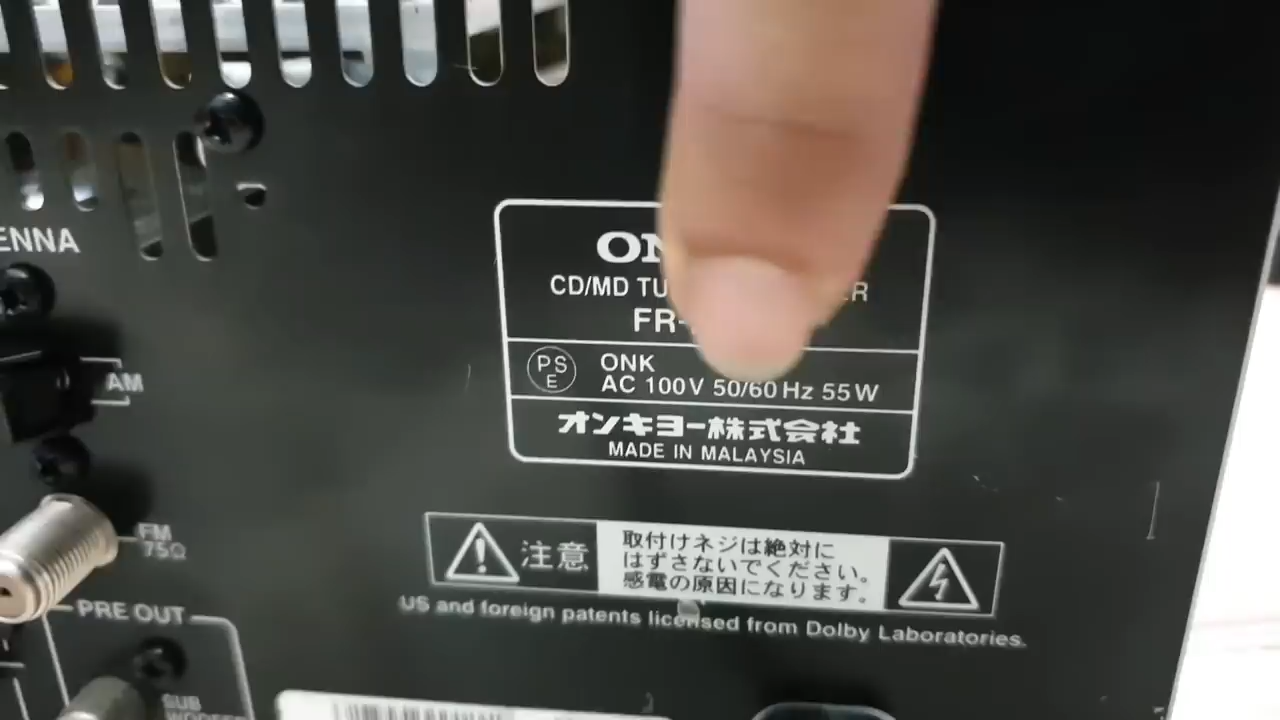 ENNA
CD/MD
AM
PS
E
ONK
AC 100V 50/60 Hz 55W
オンキヨー株式会社
MADE IN MALAYSIA
FM
75Ω
注意
取付けネジは絶対に
はずさないでください。
感電の原因になります。
US and foreign patents licensed from Dolby Laboratories.
PRE OUT
SUB